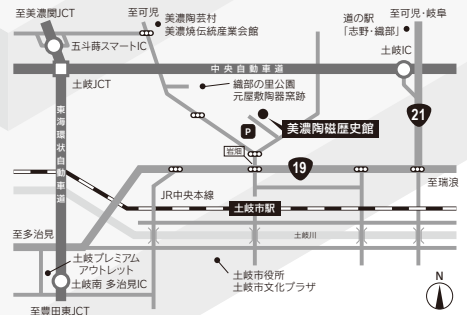 至美濃関JCT
至可児
美濃陶芸村
美濃焼伝統産業会館
道の駅
「志野・織部」
至可児・岐阜
五斗蒔スマートIC
土岐IC
中央自動車道
土岐JCT
織部の里公園
元屋敷陶器窯跡
21
P
美濃陶磁歴史館
岩畑
19
東海環状自動車道
JR中央本線
至瑞浪
土岐市駅
至多治見
土岐川
土岐プレミアム
アウトレット
土岐南 多治見IC
土岐市役所
土岐市文化プラザ
N
至豊田東JCT